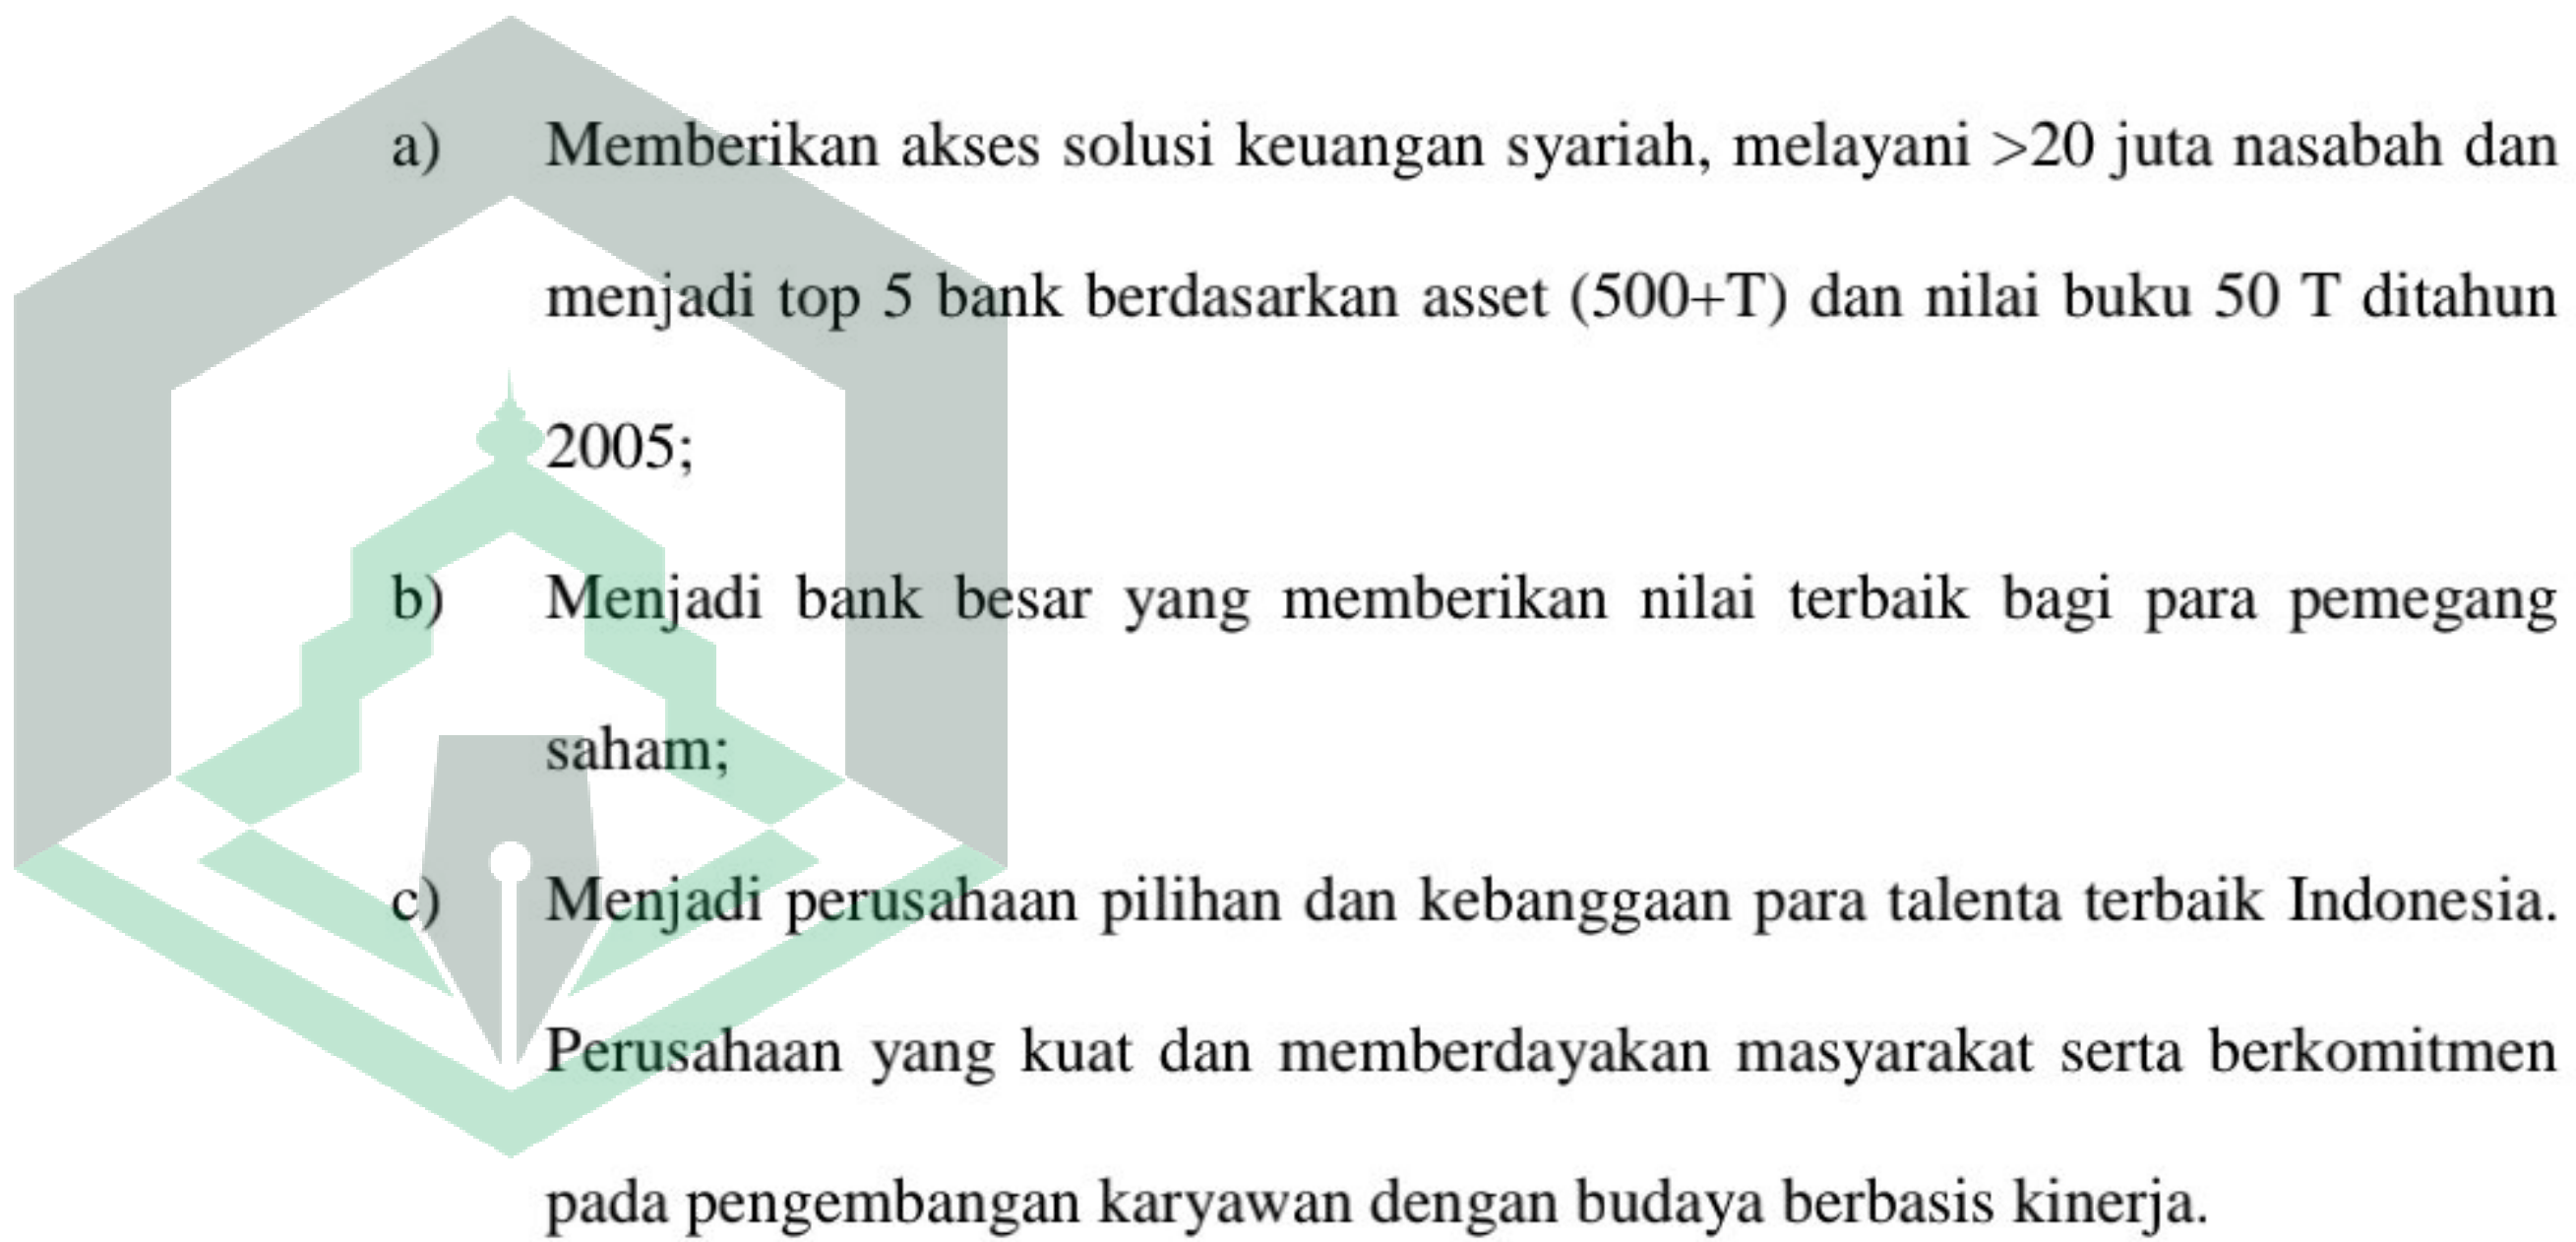 a) Memberikan akses solusi keuangan syariah, melayani >20 juta nasabah dan
menjadi top 5 bank berdasarkan asset (500+T) dan nilai buku 50 T ditahun
2005;
b) Menjadi bank besar yang memberikan nilai terbaik bagi para pemegang
saham;
c) Menjadi perusahaan pilihan dan kebanggaan para talenta terbaik Indonesia.
Perusahaan yang kuat dan memberdayakan masyarakat serta berkomitmen
pada pengembangan karyawan dengan budaya berbasis kinerja.